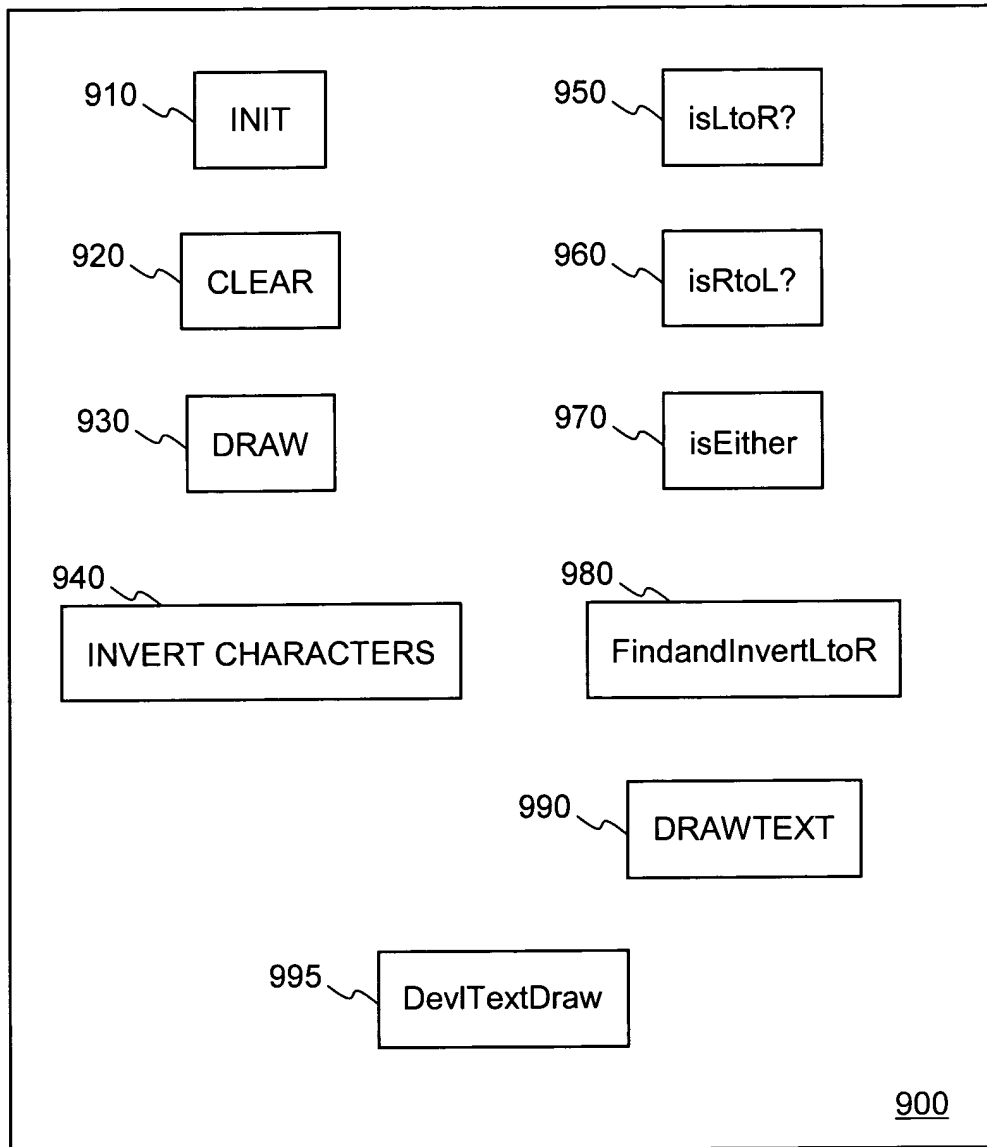 910 INIT
950 isLtoR?
920 CLEAR
960 isRtoL?
930 DRAW
970 isEither
940
INVERT CHARACTERS
980
FindandInvertLtoR
990 DRAWTEXT
995 DevITextDraw
900